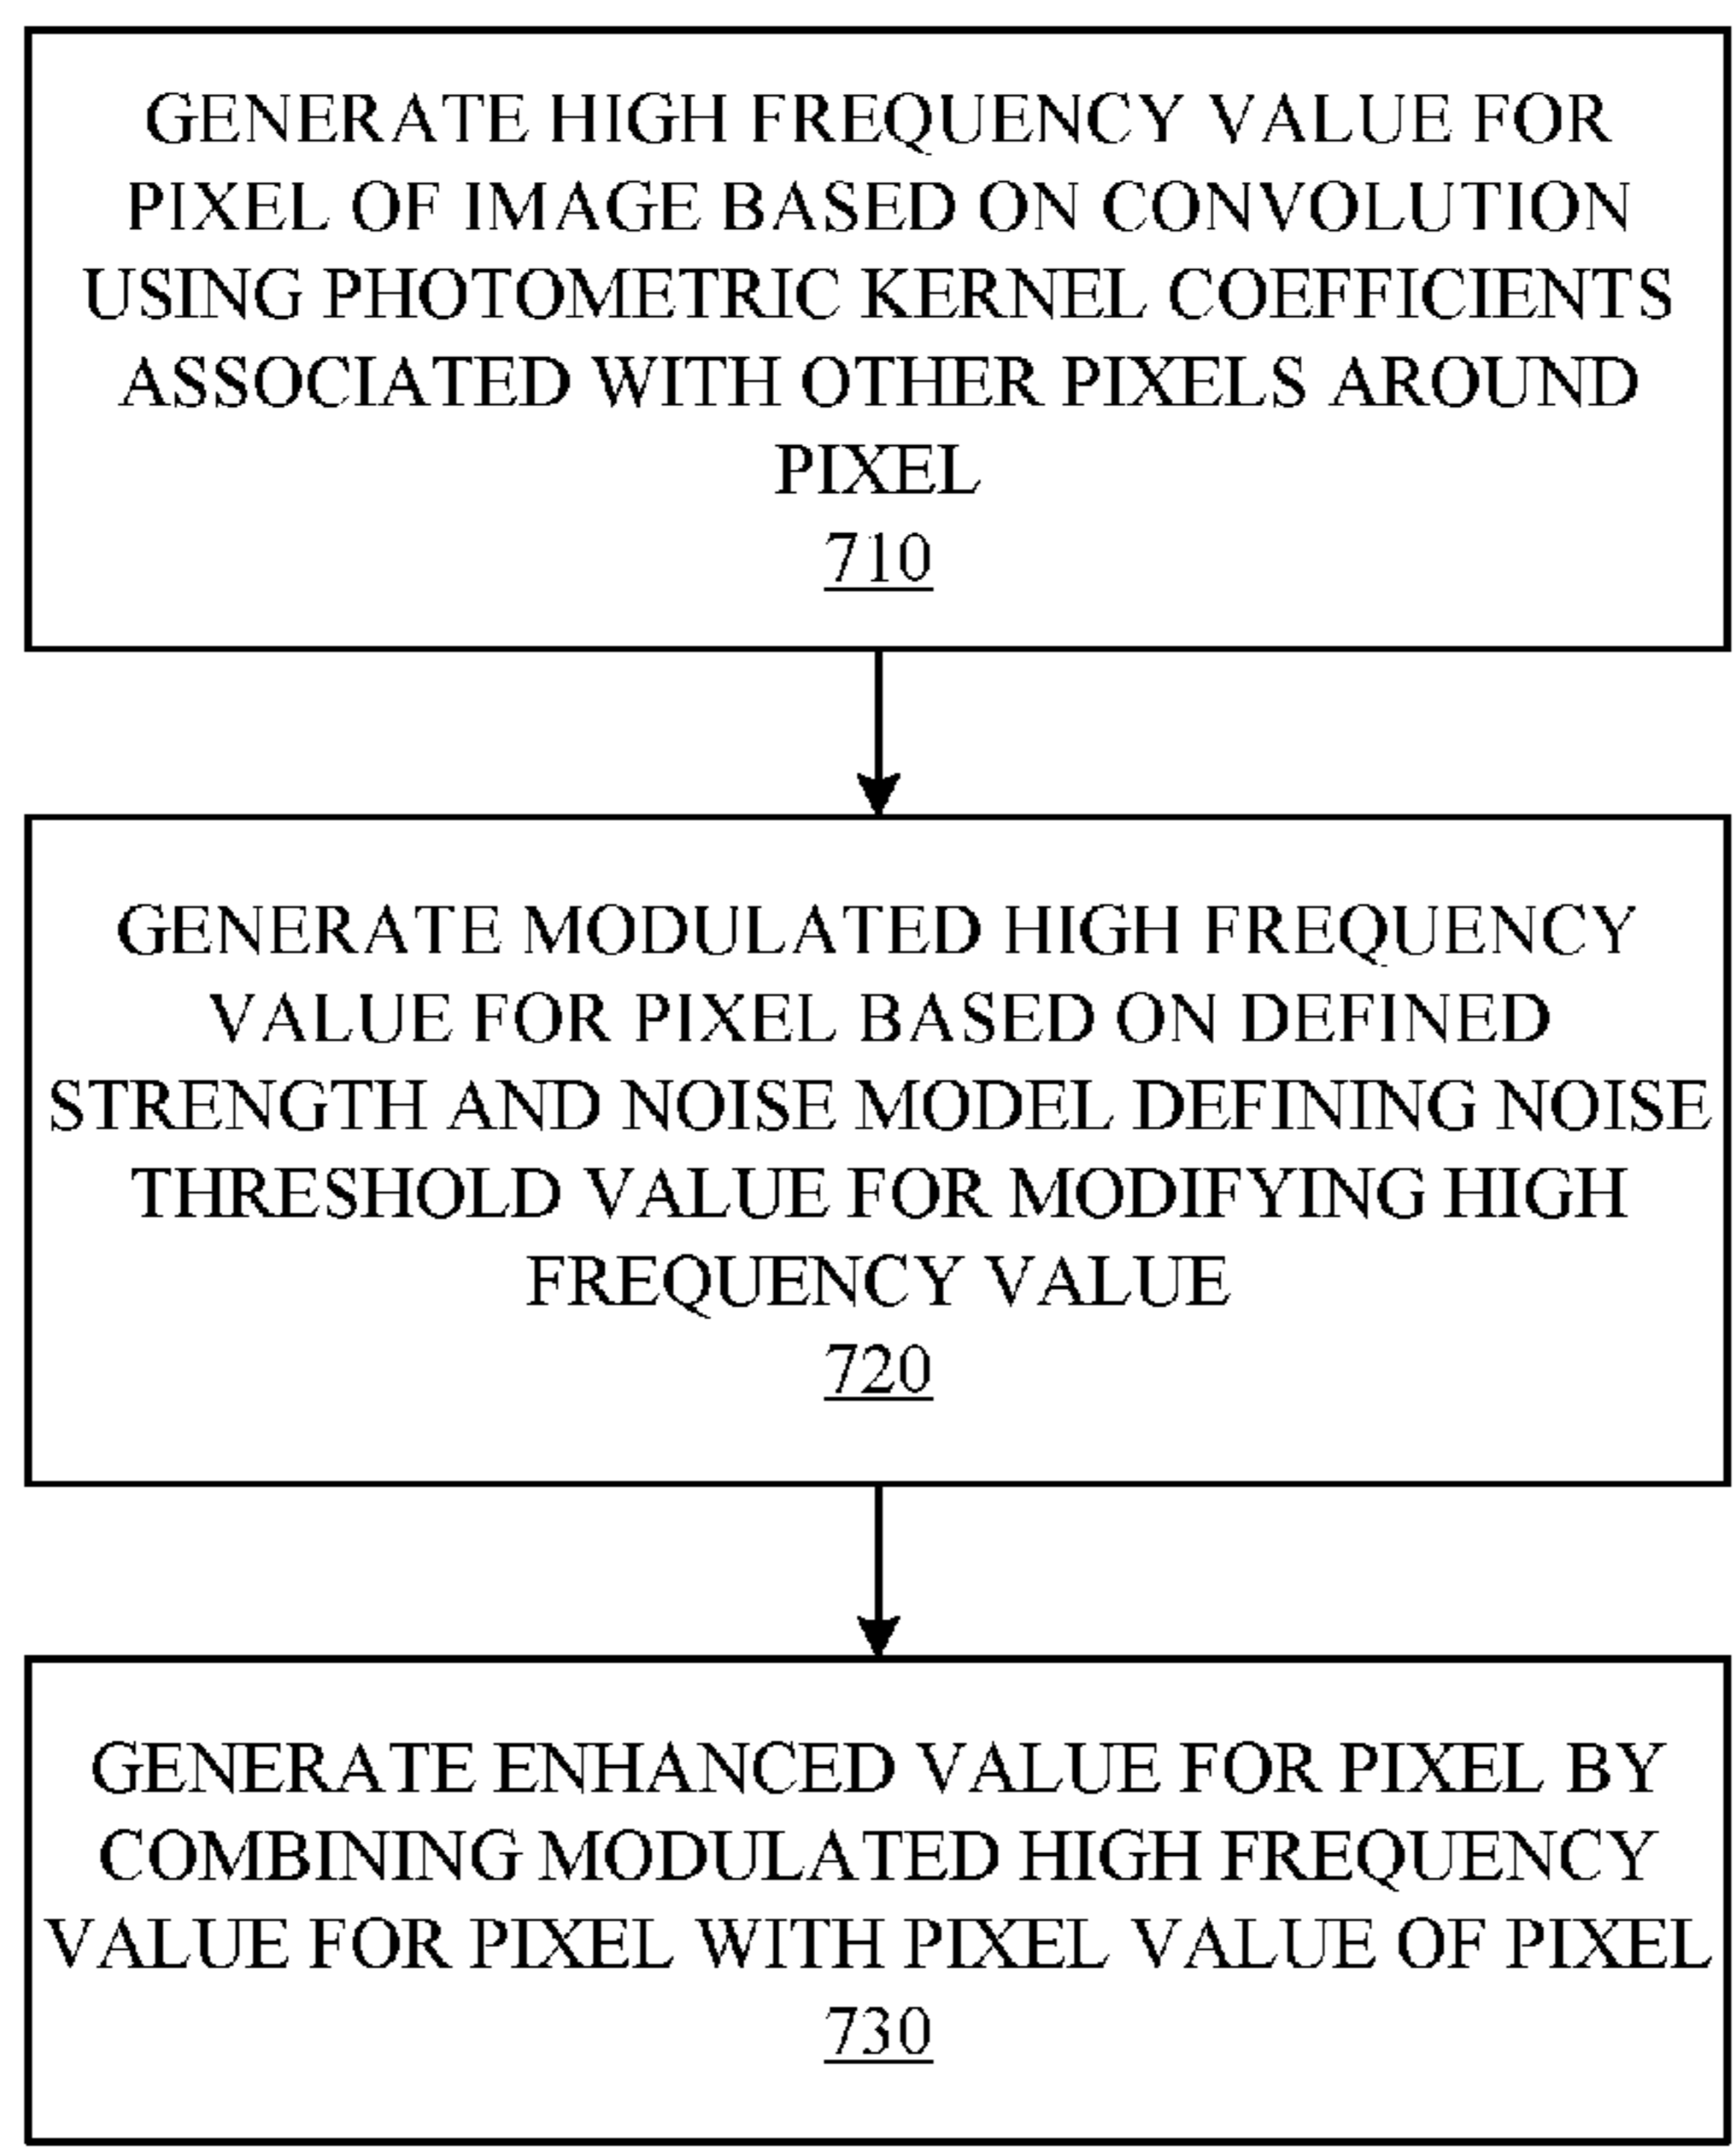 GENERATE HIGH FREQUENCY VALUE FOR
PIXEL OF IMAGE BASED ON CONVOLUTION
USING PHOTOMETRIC KERNEL COEFFICIENTS
ASSOCIATED WITH OTHER PIXELS AROUND
PIXEL
710
GENERATE MODULATED HIGH FREQUENCY
VALUE FOR PIXEL BASED ON DEFINED
STRENGTH AND NOISE MODEL DEFINING NOISE
THRESHOLD VALUE FOR MODIFYING HIGH
FREQUENCY VALUE
720
GENERATE ENHANCED VALUE FOR PIXEL BY
COMBINING MODULATED HIGH FREQUENCY
VALUE FOR PIXEL WITH PIXEL VALUE OF PIXEL
730